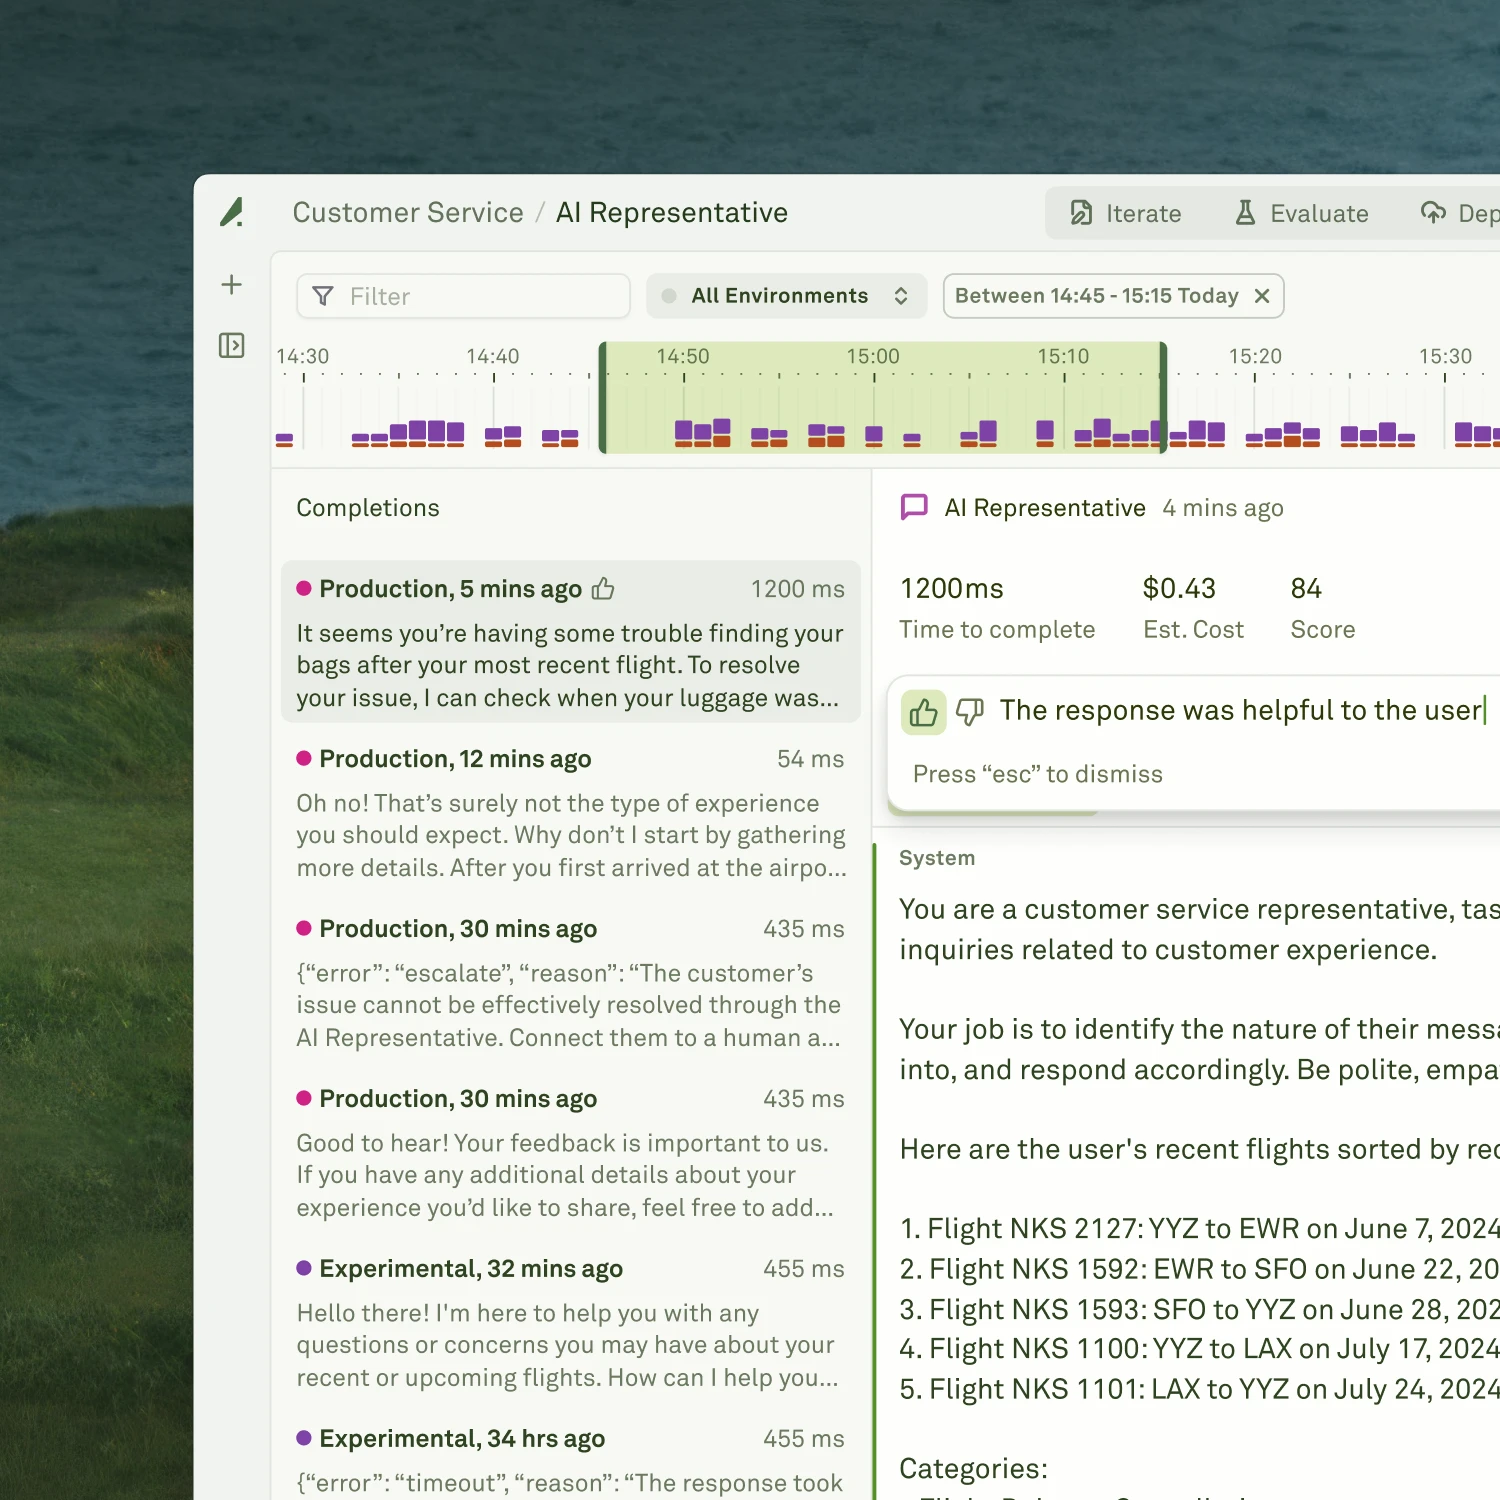 Customer Service / AI Representative
Iterate
Evaluate
Filter
All Environments
Between 14:45 - 15:15 Today
14:30
14:40
14:50
15:00
15:10
15:20
15:30
Completions
Production, 5 mins ago
1200 ms
It seems you’re having some trouble finding your
bags after your most recent flight. To resolve
your issue, I can check when your luggage was...
Production, 12 mins ago
54 ms
Oh no! That’s surely not the type of experience
you should expect. Why don’t I start by gathering
more details. After you first arrived at the airpo...
Production, 30 mins ago
435 ms
{“error”: “escalate”, “reason”: “The customer’s
issue cannot be effectively resolved through the
AI Representative. Connect them to a human a...
Production, 30 mins ago
435 ms
Good to hear! Your feedback is important to us.
If you have any additional details about your
experience you’d like to share, feel free to add...
Experimental, 32 mins ago
455 ms
Hello there! I'm here to help you with any
questions or concerns you may have about your
recent or upcoming flights. How can I help you...
Experimental, 34 hrs ago
455 ms
{“error”: “timeout”, “reason”: “The response took
AI Representative
4 mins ago
1200ms
$0.43
84
Time to complete
Est. Cost
Score
The response was helpful to the user
Press “esc” to dismiss
System
You are a customer service representative,
inquiries related to customer experience.
Your job is to identify the nature of their
into, and respond accordingly. Be polite,
Here are the user's recent flights sorted by
1. Flight NKS 2127: YYZ to EWR on June 7, 2024
2. Flight NKS 1592: EWR to SFO on June 22,
3. Flight NKS 1593: SFO to YYZ on June 28,
4. Flight NKS 1100: YYZ to LAX on July 17, 2024
5. Flight NKS 1101: LAX to YYZ on July 24, 2024
Categories: